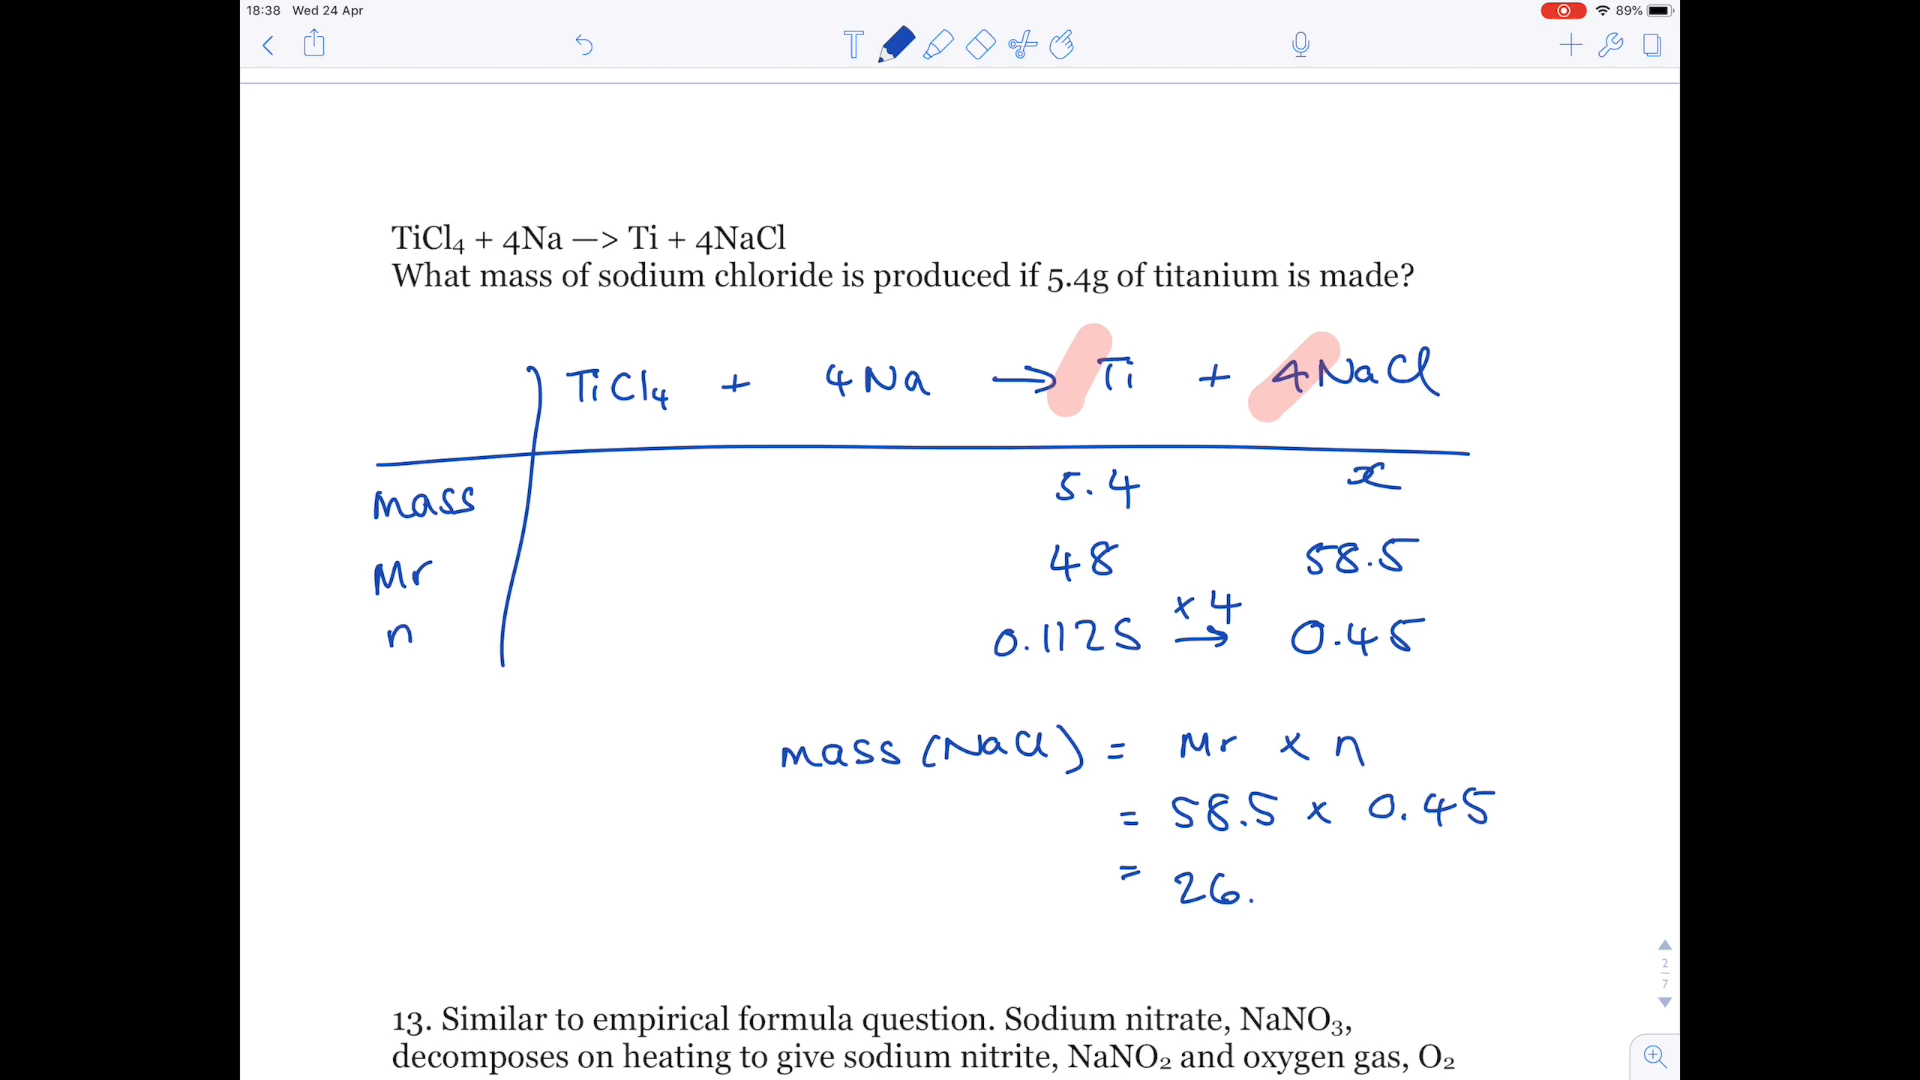 18:38 Wed 24 Apr
89%
T
TiCl4 + 4Na —> Ti + 4NaCl
What mass of sodium chloride is produced if 5.4g of titanium is made?
TiCl4 + 4Na → Ti + 4NaCl
mass 5.4 x
Mr 48 58.5
n 0.1125 ×4 → 0.45
mass (NaCl) = Mr × n
= 58.5 × 0.45
= 26.
2
7
13. Similar to empirical formula question. Sodium nitrate, NaNO3,
decomposes on heating to give sodium nitrite, NaNO2 and oxygen gas, O2